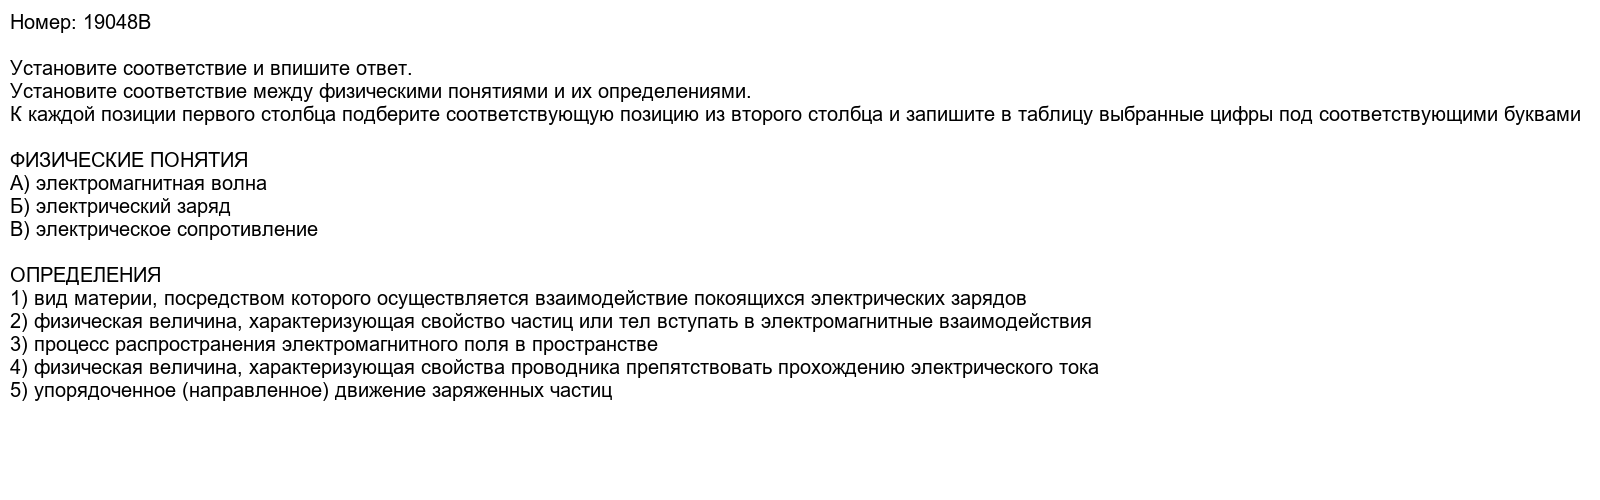 Номер: 19048B
Установите соответствие и впишите ответ.
Установите соответствие между физическими понятиями и их определениями.
К каждой позиции первого столбца подберите соответствующую позицию из второго столбца и запишите в таблицу выбранные цифры под соответствующими буквами
ФИЗИЧЕСКИЕ ПОНЯТИЯ
А) электромагнитная волна
Б) электрический заряд
В) электрическое сопротивление
ОПРЕДЕЛЕНИЯ
1) вид материи, посредством которого осуществляется взаимодействие покоящихся электрических зарядов
2) физическая величина, характеризующая свойство частиц или тел вступать в электромагнитные взаимодействия
3) процесс распространения электромагнитного поля в пространстве
4) физическая величина, характеризующая свойства проводника препятствовать прохождению электрического тока
5) упорядоченное (направленное) движение заряженных частиц